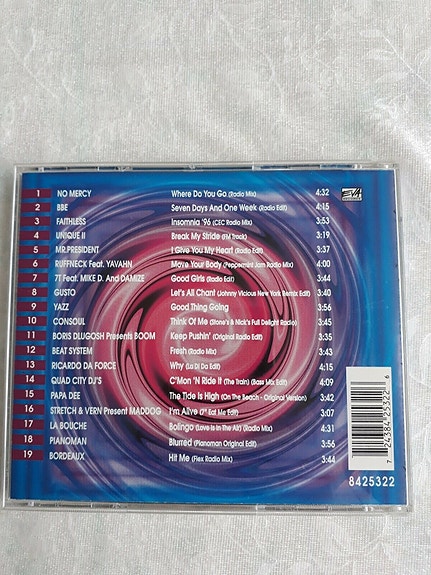 1 NO MERCY Where Do You Go (Radio Mix) 4:32
2 BBE Seven Days And One Week (Radio Edit) 4:15
3 FAITHLESS Insomnia '96 (CEC Radio Mix) 3:53
4 UNIQUE II Break My Stride (FM Track) 3:19
5 MR.PRESIDENT I Give You My Heart (Radio Edit) 3:37
6 RUFFNECK Feat. YAVAHN Move Your Body (Peppermint Jam Radio Mix) 4:00
7 71 Feat. MIKE D. And DAMIZE Good Girls (Radio Edit) 3:44
8 GUSTO Let's All Chant (Johnny Vicious New York Remix Edit) 3:40
9 YAZZ Good Thing Going 3:56
10 CONSOUL Think Of Me (Stone's & Nick's Full Delight Radio) 3:45
11 BORIS DLUGOSH Presents BOOM Keep Pushin' (Original Radio Edit) 3:35
12 BEAT SYSTEM Fresh (Radio Mix) 3:43
13 RICARDO DA FORCE Why (La Di Da Edit) 4:14
14 QUAD CITY DJ'S C'Mon 'N Ride It (The Train) (Bass Mix Edit) 4:09
15 PAPA DEE The Tide Is High (On The Beach - Original Version) 3:42
16 STRETCH & VERN Present MADDOG I'm Alive (7" Eat Me Edit) 3:07
17 LA BOUCHE Bolingo (Love Is In The Air) (Radio Mix) 4:31
18 PIANOMAN Blurred (Pianoman Original Edit) 3:36
19 BORDEAUX Hit Me (Flex Radio Mix) 3:44
EVA
7 24384 25322 6
8425322